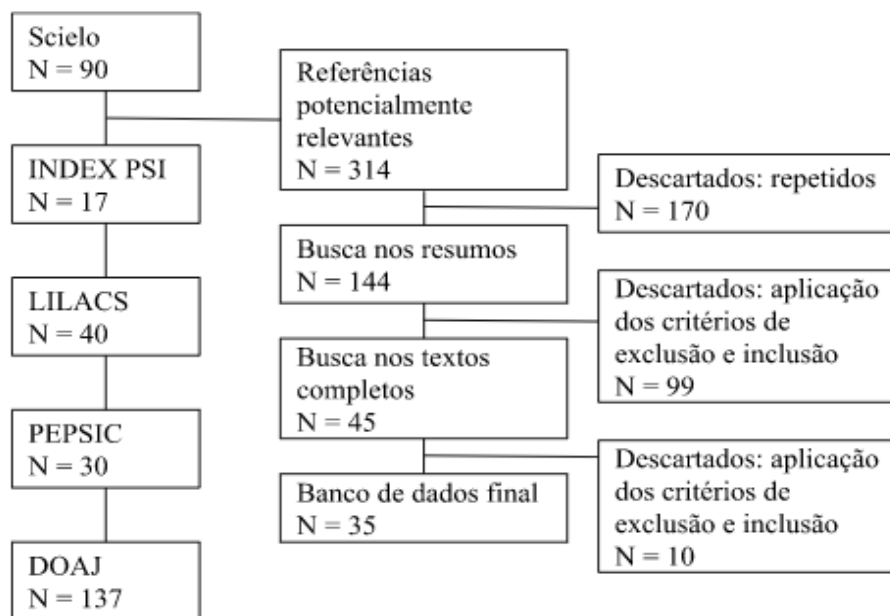 Scielo
N = 90
INDEX PSI
N = 17
LILACS
N = 40
PEPSIC
N = 30
DOAJ
N = 137
Referências
potencialmente
relevantes
N = 314
Busca nos resumos
N = 144
Busca nos textos
completos
N = 45
Banco de dados final
N = 35
Descartados: repetidos
N = 170
Descartados: aplicação
dos critérios de
exclusão e inclusão
N = 99
Descartados: aplicação
dos critérios de
exclusão e inclusão
N = 10